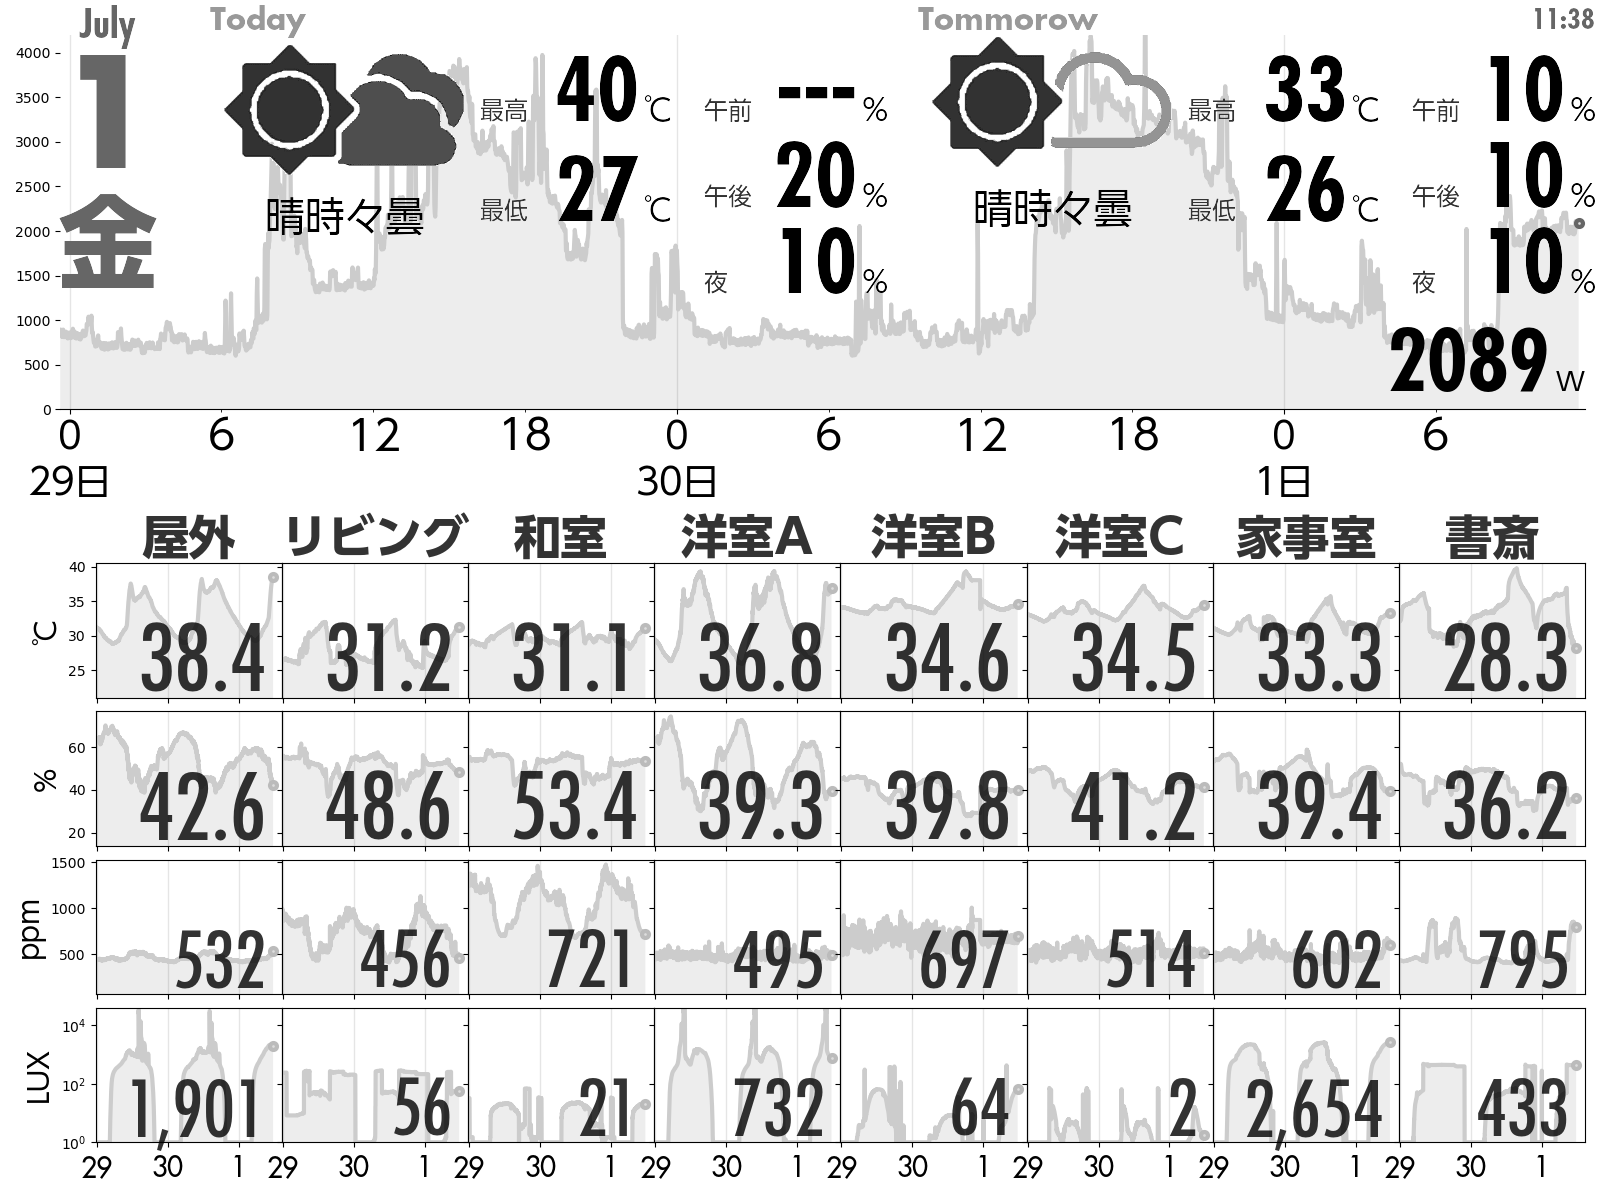 July
Today
Tommorow
11:38
1
金
晴時々曇
最高 40 ℃
最低 27 ℃
午前 --- %
午後 20 %
夜 10 %
晴時々曇
最高 33 ℃
最低 26 ℃
午前 10 %
午後 10 %
夜 10 %
2089 W
4000
3500
3000
2500
2000
1500
1000
500
0
0 6 12 18 0 6 12 18 0 6
29日 30日 1日
屋外 リビング 和室 洋室A 洋室B 洋室C 家事室 書斎
℃
40
35
30
25
38.4 31.2 31.1 36.8 34.6 34.5 33.3 28.3
%
60
40
20
42.6 48.6 53.4 39.3 39.8 41.2 39.4 36.2
ppm
1500
1000
500
532 456 721 495 697 514 602 795
LUX
10⁴
10²
10⁰
1,901 56 21 732 64 2 2,654 433
29 30 1 29 30 1 29 30 1 29 30 1 29 30 1 29 30 1 29 30 1 29 30 1